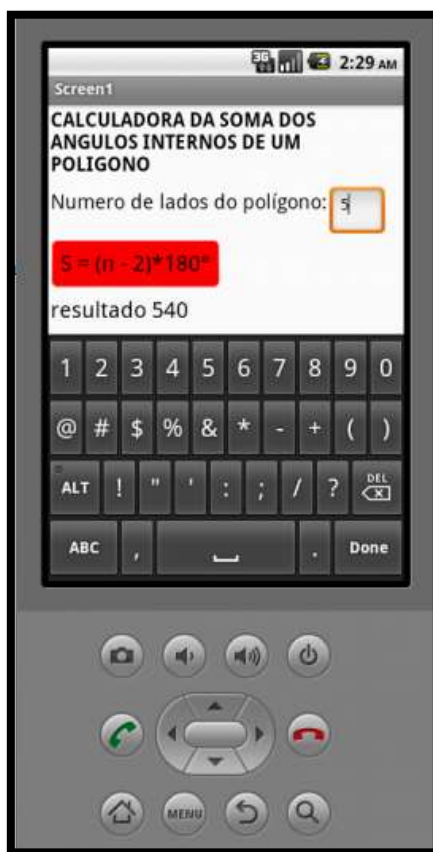 3G
2:29 AM
Screen1
CALCULADORA DA SOMA DOS
ANGULOS INTERNOS DE UM
POLIGONO
Numero de lados do polígono: 5
S = (n - 2)*180°
resultado 540
1 2 3 4 5 6 7 8 9 0
@ # $ % & * - + ( )
ALT ! " ' : ; / ? DEL
ABC , . Done
MENU